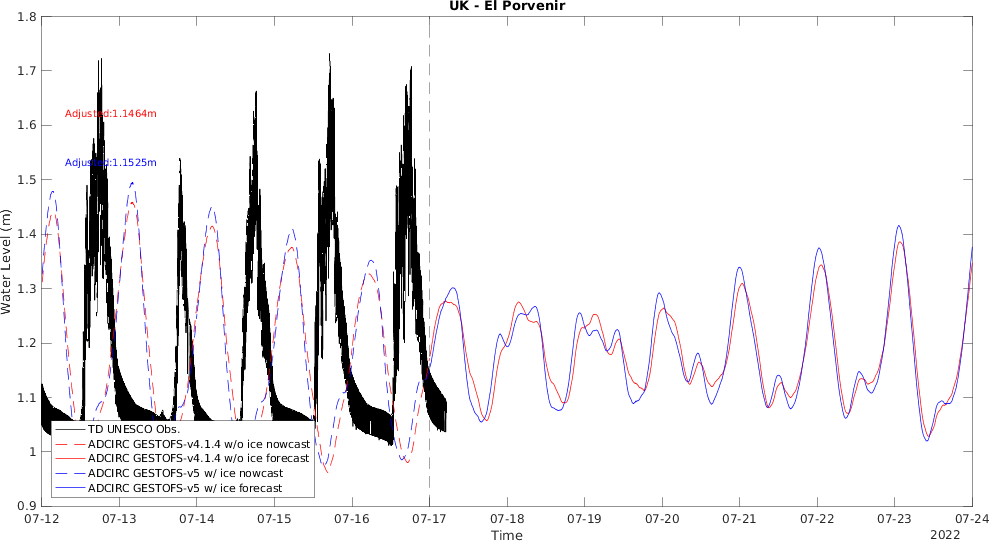 UK - El Porvenir
1.8
1.7
1.6
1.5
1.4
1.3
1.2
1.1
1
0.9
Water Level (m)
Adjusted:1.1464m
Adjusted:1.1525m
TD UNESCO Obs.
ADCIRC GESTOFS-v4.1.4 w/o ice nowcast
ADCIRC GESTOFS-v4.1.4 w/o ice forecast
ADCIRC GESTOFS-v5 w/ ice nowcast
ADCIRC GESTOFS-v5 w/ ice forecast
07-12 07-13 07-14 07-15 07-16 07-17 07-18 07-19 07-20 07-21 07-22 07-23 07-24
Time
2022